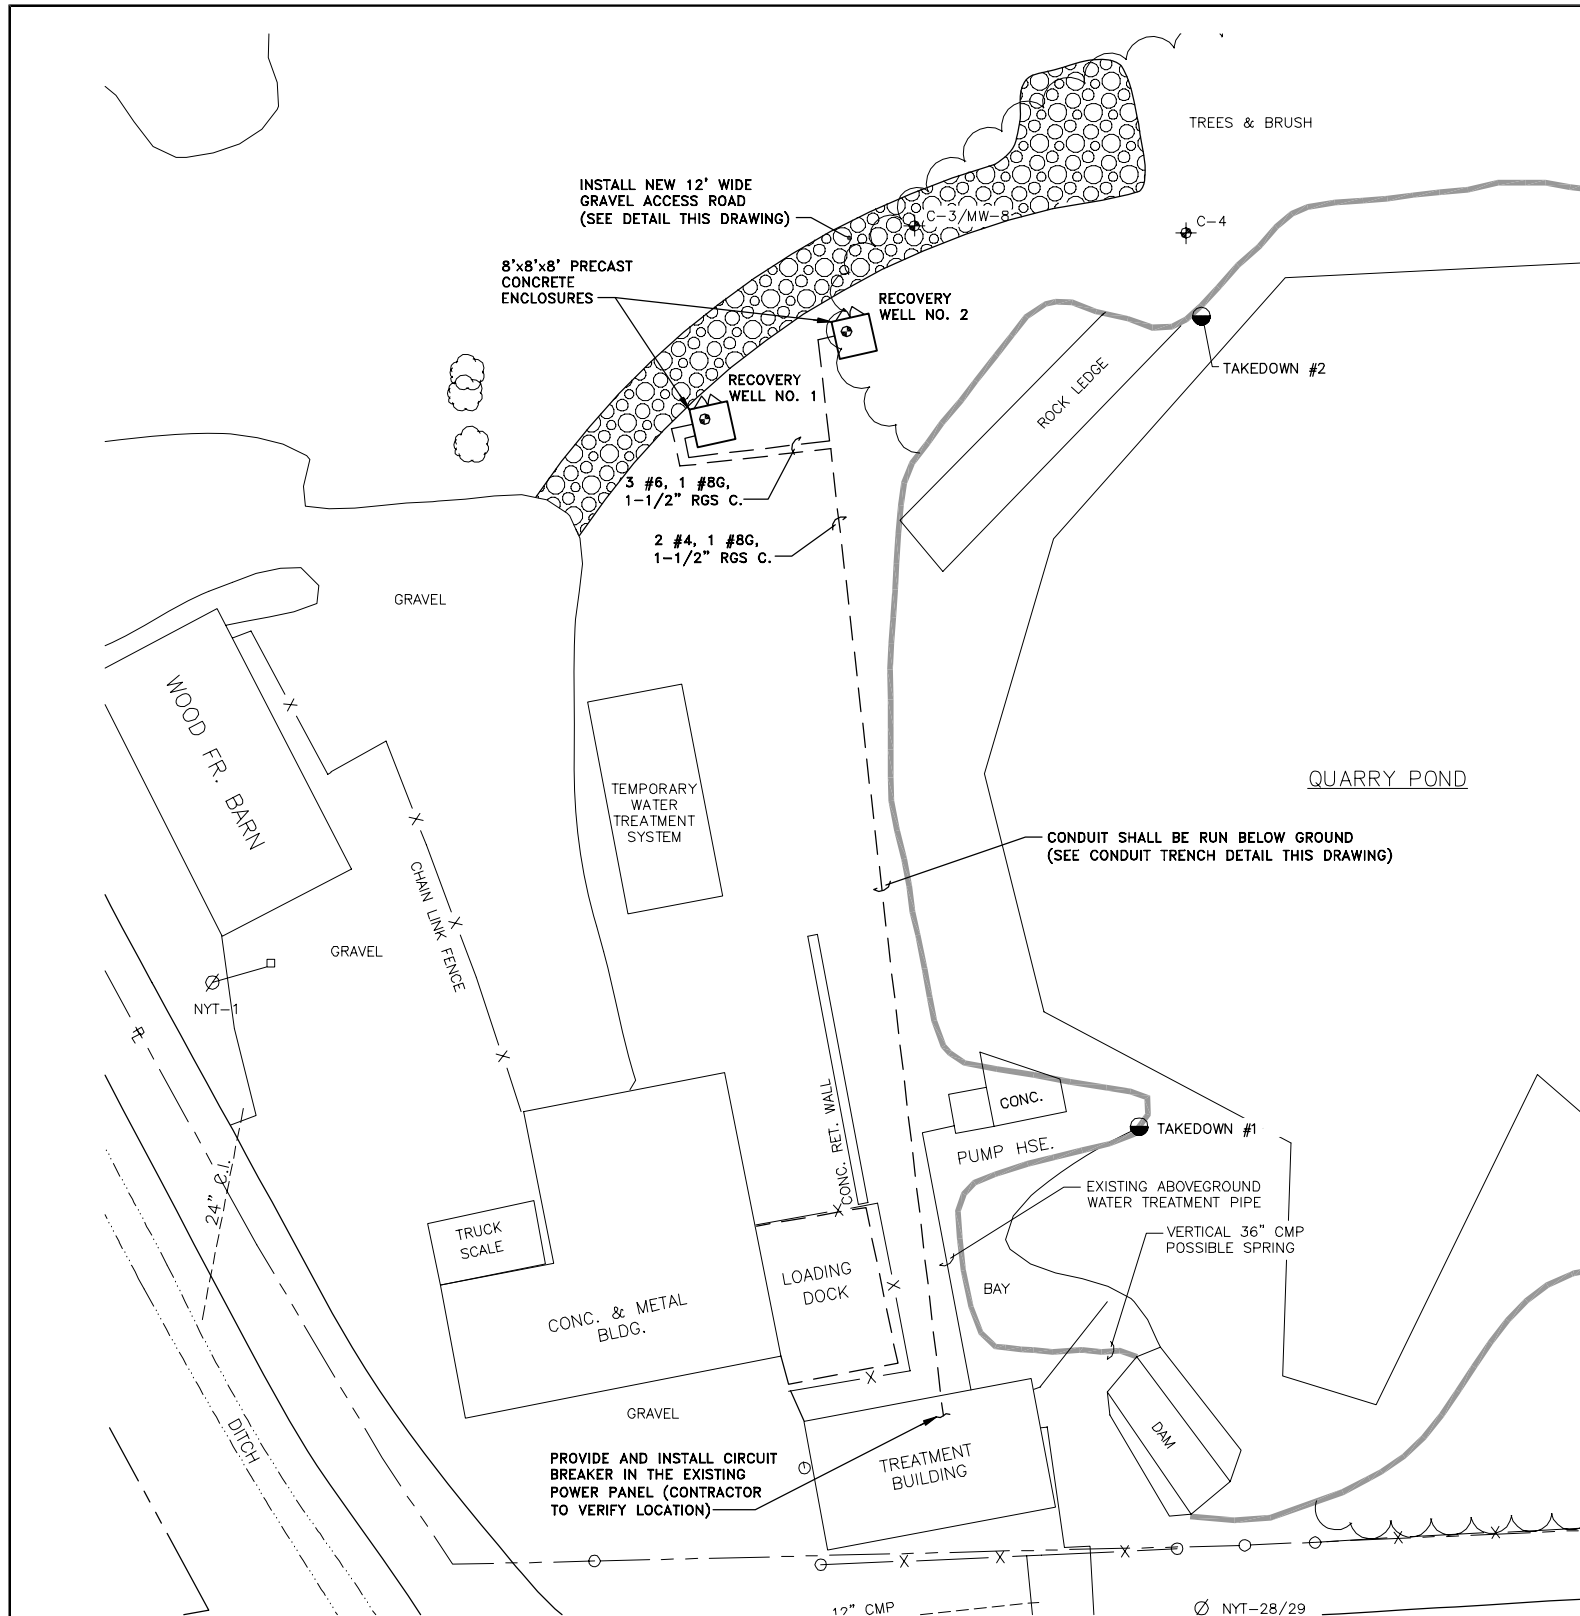 TREES & BRUSH
INSTALL NEW 12' WIDE
GRAVEL ACCESS ROAD
(SEE DETAIL THIS DRAWING)
C-3/MW-8
C-4
8'x8'x8' PRECAST
CONCRETE
ENCLOSURES
RECOVERY
WELL NO. 2
RECOVERY
WELL NO. 1
TAKEDOWN #2
ROCK LEDGE
3 #6, 1 #8G,
1-1/2" RGS C.
2 #4, 1 #8G,
1-1/2" RGS C.
GRAVEL
WOOD FR. BARN
X
TEMPORARY
WATER
TREATMENT
SYSTEM
QUARRY POND
X
CONDUIT SHALL BE RUN BELOW GROUND
(SEE CONDUIT TRENCH DETAIL THIS DRAWING)
CHAIN LINK FENCE
X
GRAVEL
NYT-1
PL
X
CONC.
CONC. RET. WALL
TAKEDOWN #1
PUMP HSE.
24" C.I.
EXISTING ABOVEGROUND
WATER TREATMENT PIPE
X
TRUCK
SCALE
VERTICAL 36" CMP
POSSIBLE SPRING
LOADING
DOCK
X
BAY
CONC. & METAL
BLDG.
X
GRAVEL
DITCH
DAM
PROVIDE AND INSTALL CIRCUIT
BREAKER IN THE EXISTING
POWER PANEL (CONTRACTOR
TO VERIFY LOCATION)
TREATMENT
BUILDING
X X X X X
12" CMP
NYT-28/29